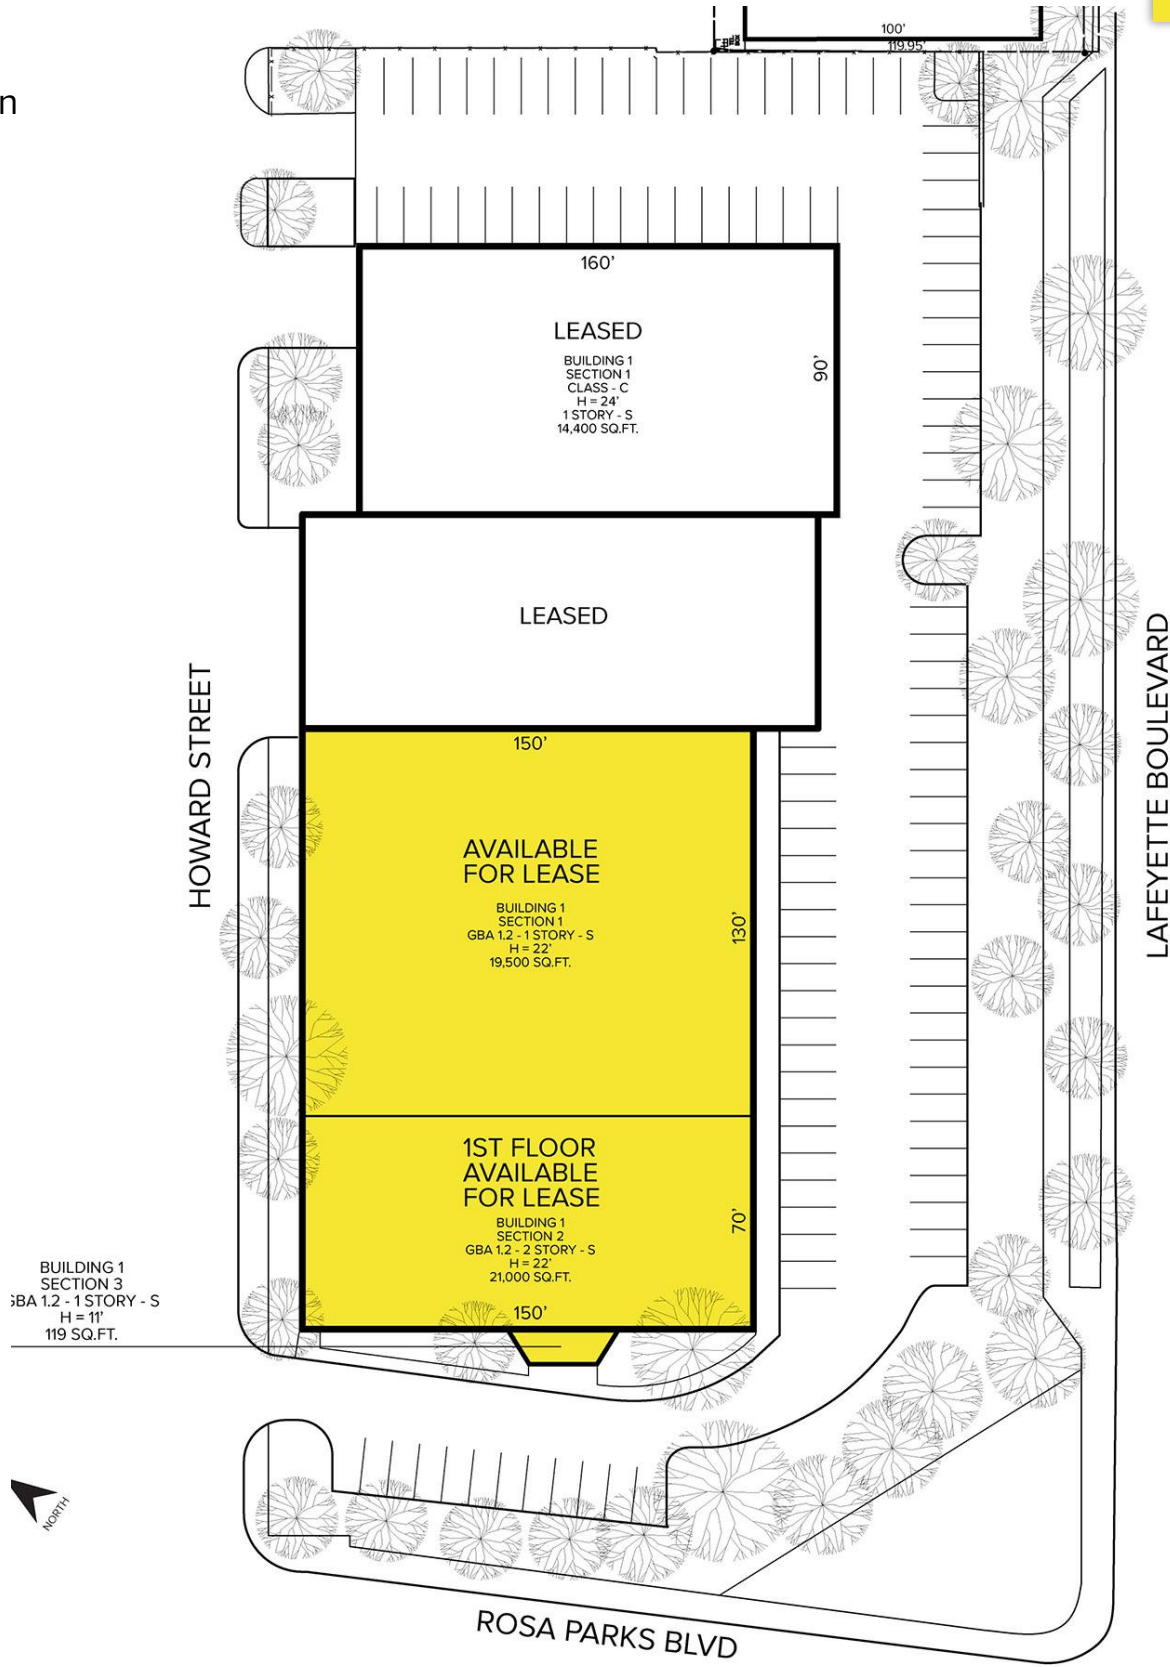 n
100'
119.95'
160'
LEASED
BUILDING 1
SECTION 1
CLASS - C
H = 24'
1 STORY - S
14,400 SQ.FT.
90'
LEASED
HOWARD STREET
LAFEYETTE BOULEVARD
150'
AVAILABLE
FOR LEASE
BUILDING 1
SECTION 1
GBA 1.2 - 1 STORY - S
H = 22'
19,500 SQ.FT.
130'
1ST FLOOR
AVAILABLE
FOR LEASE
BUILDING 1
SECTION 2
GBA 1.2 - 2 STORY - S
H = 22'
21,000 SQ.FT.
70'
150'
BUILDING 1
SECTION 3
GBA 1.2 - 1 STORY - S
H = 11'
119 SQ.FT.
NORTH
ROSA PARKS BLVD